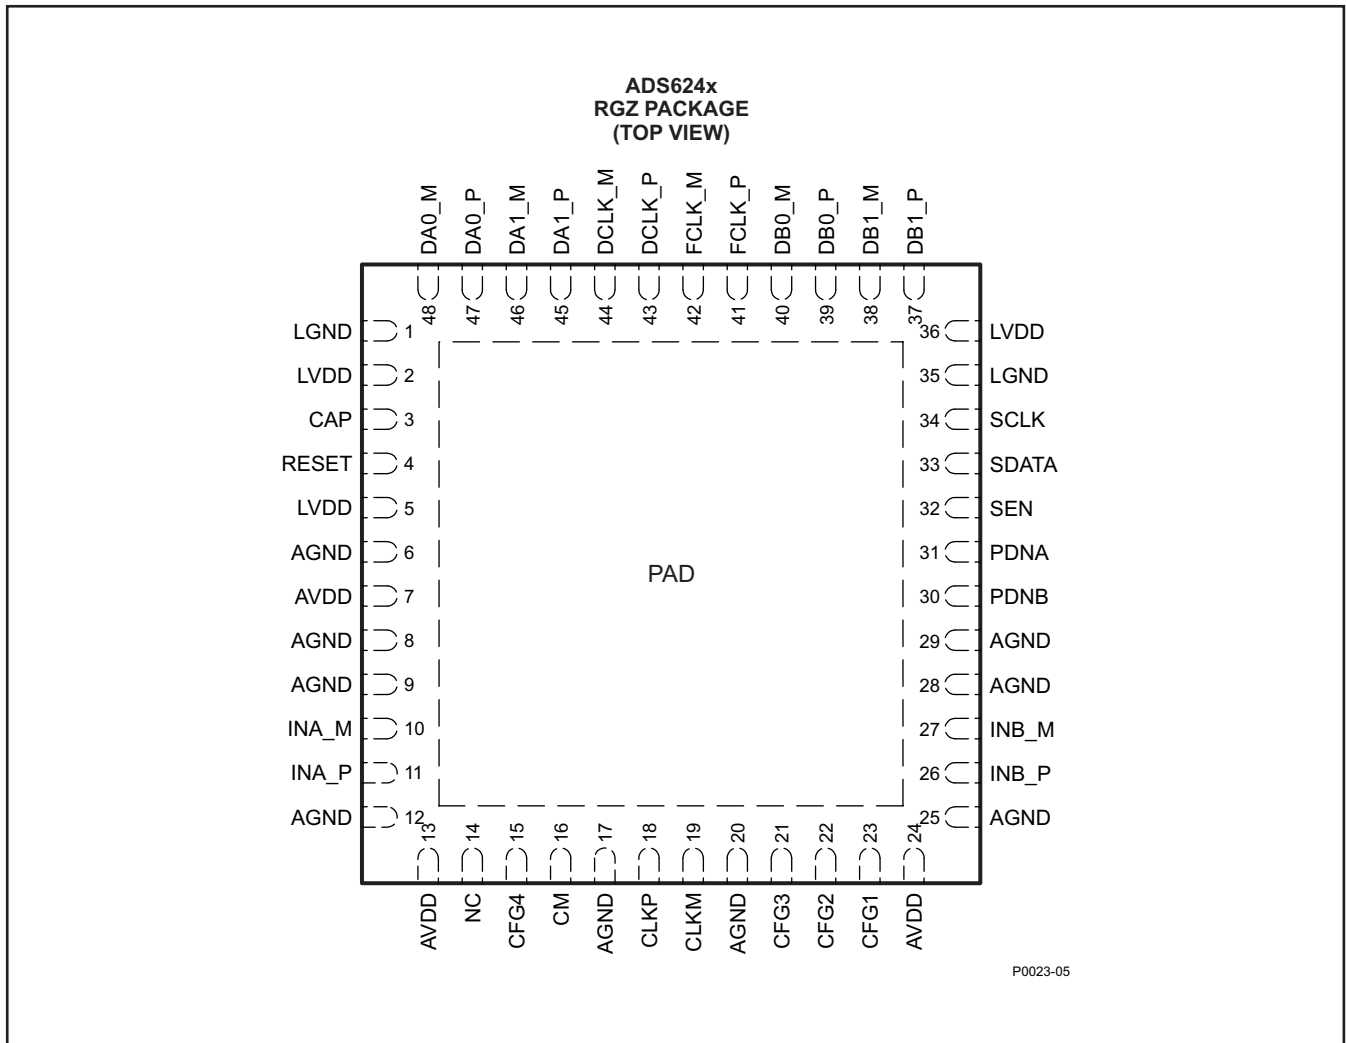 ADS624x
RGZ PACKAGE
(TOP VIEW)
DA0_M
DA0_P
DA1_M
DA1_P
DCLK_M
DCLK_P
FCLK_M
FCLK_P
DB0_M
DB0_P
DB1_M
DB1_P
48
47
46
45
44
43
42
41
40
39
38
37
LGND 1
LVDD 2
CAP 3
RESET 4
LVDD 5
AGND 6
AVDD 7
AGND 8
AGND 9
INA_M 10
INA_P 11
AGND 12
PAD
36 LVDD
35 LGND
34 SCLK
33 SDATA
32 SEN
31 PDNA
30 PDNB
29 AGND
28 AGND
27 INB_M
26 INB_P
25 AGND
13
14
15
16
17
18
19
20
21
22
23
24
AVDD
NC
CFG4
CM
AGND
CLKP
CLKM
AGND
CFG3
CFG2
CFG1
AVDD
P0023-05